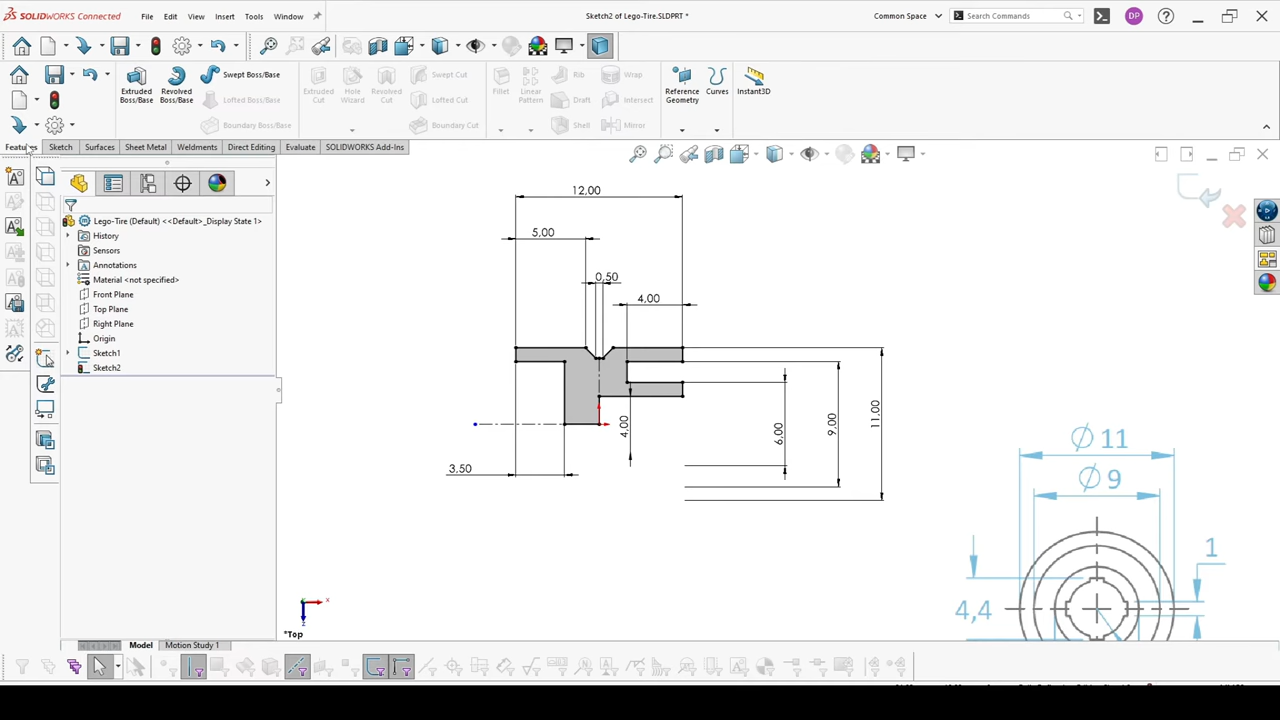 SOLIDWORKS Connected
File
Edit
View
Insert
Tools
Window
Sketch2 of Lego-Tire.SLDPRT *
Common Space
Search Commands
DP
Extruded Boss/Base
Revolved Boss/Base
Swept Boss/Base
Lofted Boss/Base
Boundary Boss/Base
Extruded Cut
Hole Wizard
Revolved Cut
Swept Cut
Lofted Cut
Boundary Cut
Fillet
Linear Pattern
Rib
Draft
Shell
Wrap
Intersect
Mirror
Reference Geometry
Curves
Instant3D
Features
Sketch
Surfaces
Sheet Metal
Weldments
Direct Editing
Evaluate
SOLIDWORKS Add-Ins
Lego-Tire (Default) <<Default>_Display State 1>
History
Sensors
Annotations
Material <not specified>
Front Plane
Top Plane
Right Plane
Origin
Sketch1
Sketch2
12,00
5,00
0,50
4,00
4,00
6,00
9,00
11,00
3,50
Ø 11
Ø 9
1
4,4
x
z
*Top
Model
Motion Study 1